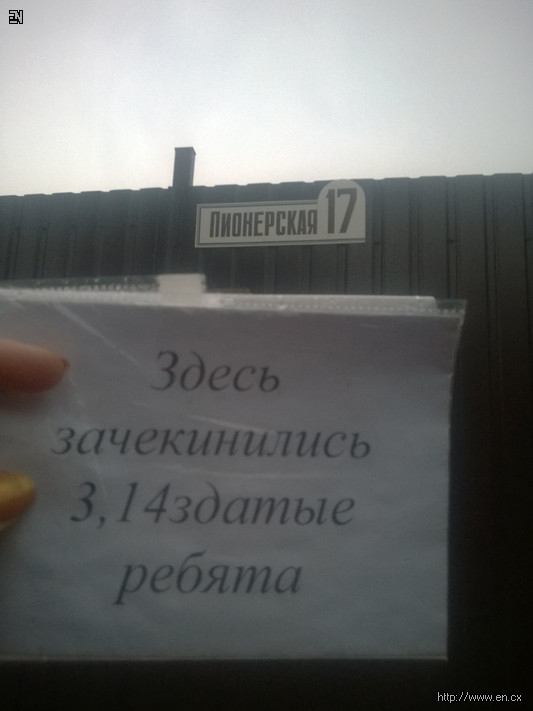 EN
ПИОНЕРСКАЯ 17
Здесь
зачекинились
3,14здатые
ребята
http://www.en.cx